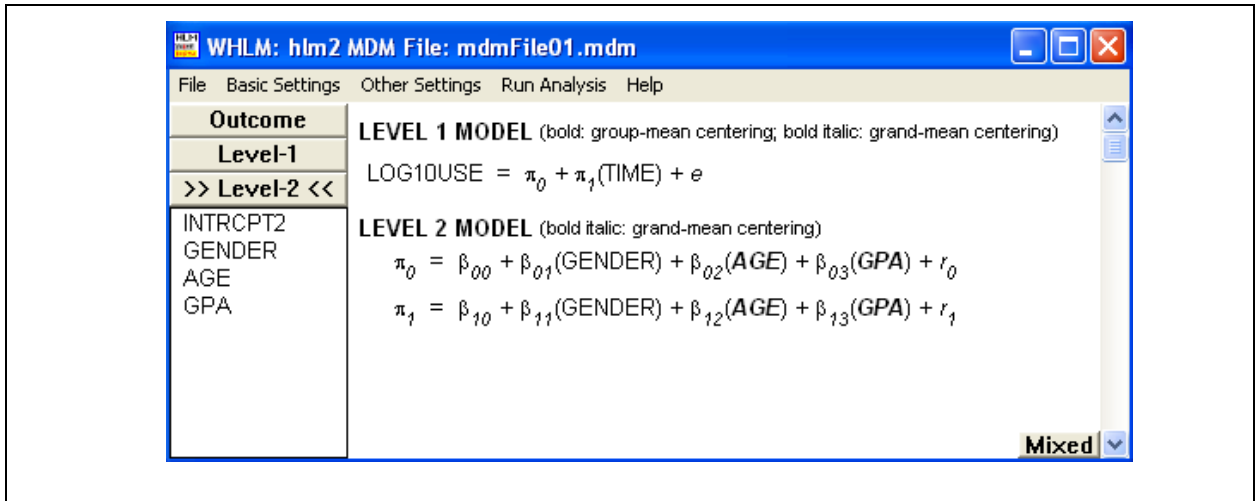 WHLM: hlm2 MDM File: mdmFile01.mdm
File Basic Settings Other Settings Run Analysis Help
Outcome
Level-1
>> Level-2 <<
INTRCPT2
GENDER
AGE
GPA
LEVEL 1 MODEL (bold: group-mean centering; bold italic: grand-mean centering)
LOG10USE = π₀ + π₁(TIME) + e
LEVEL 2 MODEL (bold italic: grand-mean centering)
π₀ = β₀₀ + β₀₁(GENDER) + β₀₂(AGE) + β₀₃(GPA) + r₀
π₁ = β₁₀ + β₁₁(GENDER) + β₁₂(AGE) + β₁₃(GPA) + r₁
Mixed